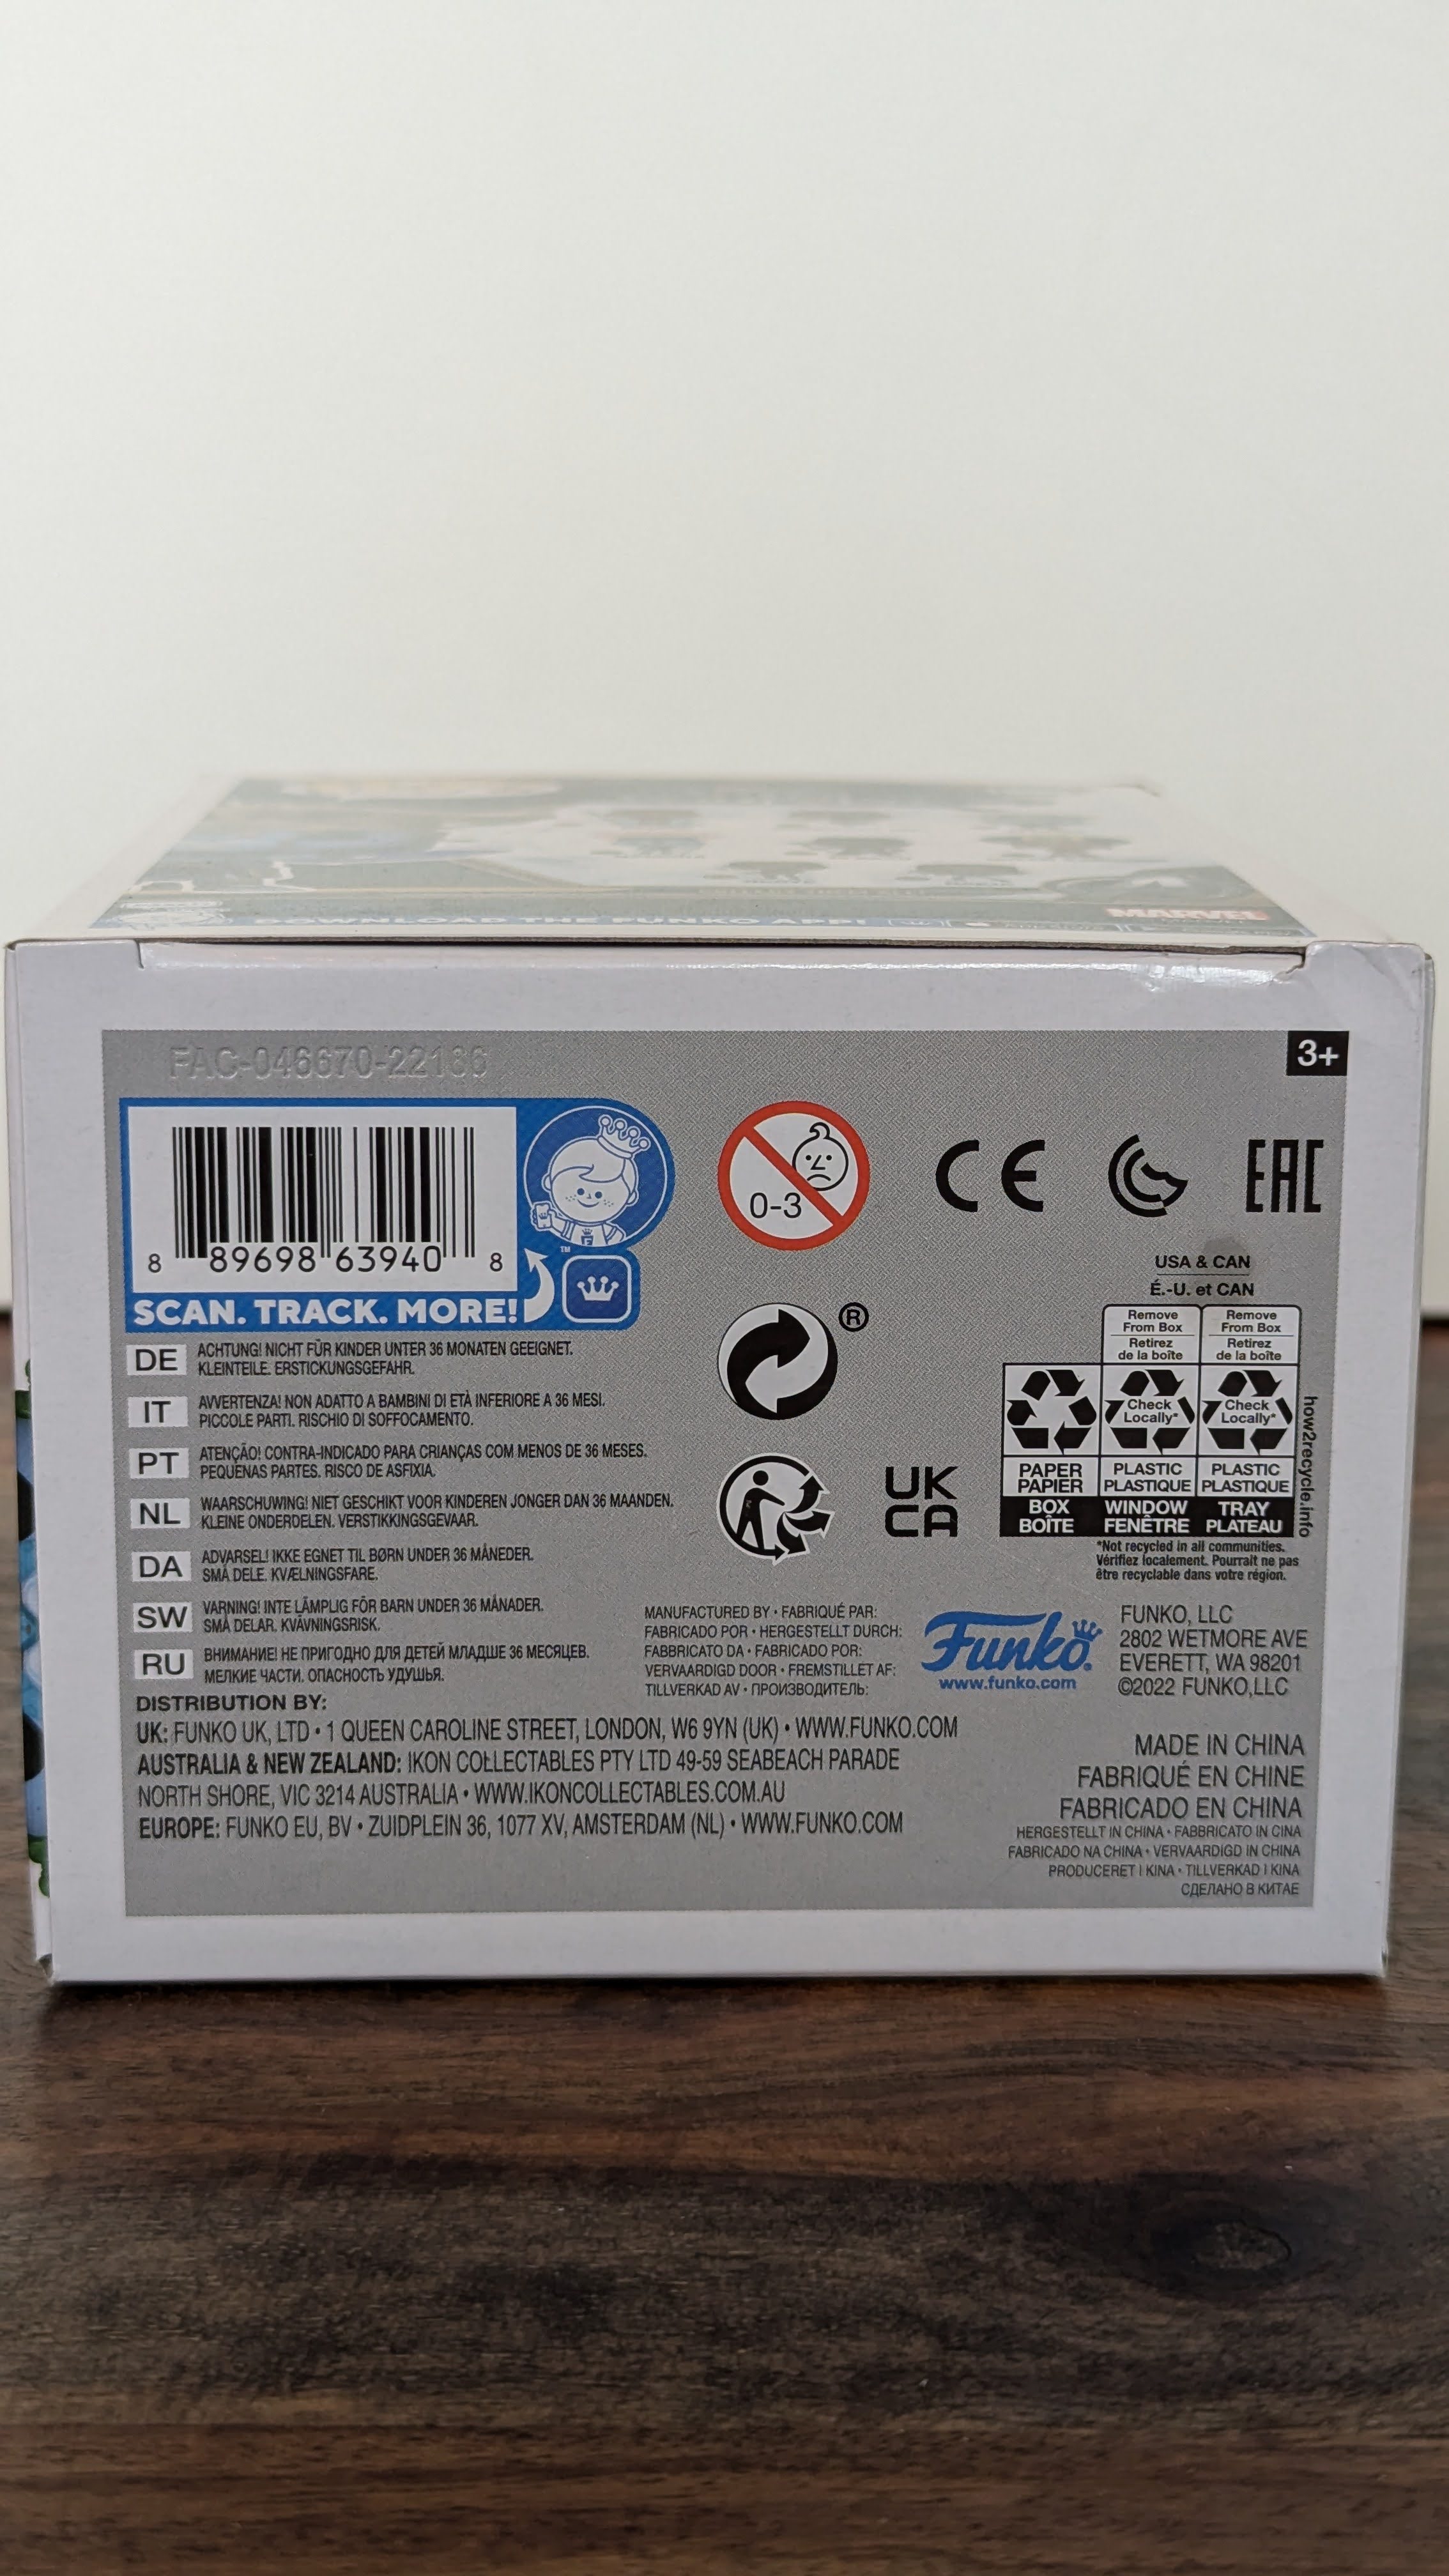 DOWNLOAD THE FUNKO APP!
MARVEL
FAC-046670-22186
3+
8 89698 63940 8
SCAN. TRACK. MORE!
TM
0-3
CE
EAC
®
UK
CA
USA & CAN
É.-U. et CAN
Remove From Box
Retirez de la boîte
Remove From Box
Retirez de la boîte
Check Locally*
Check Locally*
PAPER PAPIER
PLASTIC PLASTIQUE
PLASTIC PLASTIQUE
BOX BOÎTE
WINDOW FENÊTRE
TRAY PLATEAU
how2recycle.info
*Not recycled in all communities.
Vérifiez localement. Pourrait ne pas
être recyclable dans votre région.
DE ACHTUNG! NICHT FÜR KINDER UNTER 36 MONATEN GEEIGNET.
KLEINTEILE. ERSTICKUNGSGEFAHR.
IT AVVERTENZA! NON ADATTO A BAMBINI DI ETÀ INFERIORE A 36 MESI.
PICCOLE PARTI. RISCHIO DI SOFFOCAMENTO.
PT ATENÇÃO! CONTRA-INDICADO PARA CRIANÇAS COM MENOS DE 36 MESES.
PEQUENAS PARTES. RISCO DE ASFIXIA.
NL WAARSCHUWING! NIET GESCHIKT VOOR KINDEREN JONGER DAN 36 MAANDEN.
KLEINE ONDERDELEN. VERSTIKKINGSGEVAAR.
DA ADVARSEL! IKKE EGNET TIL BØRN UNDER 36 MÅNEDER.
SMÅ DELE. KVÆLNINGSFARE.
SW VARNING! INTE LÄMPLIG FÖR BARN UNDER 36 MÅNADER.
SMÅ DELAR. KVÄVNINGSRISK.
RU ВНИМАНИЕ! НЕ ПРИГОДНО ДЛЯ ДЕТЕЙ МЛАДШЕ 36 МЕСЯЦЕВ.
МЕЛКИЕ ЧАСТИ. ОПАСНОСТЬ УДУШЬЯ.
MANUFACTURED BY • FABRIQUÉ PAR:
FABRICADO POR • HERGESTELLT DURCH:
FABBRICATO DA • FABRICADO POR:
VERVAARDIGD DOOR • FREMSTILLET AF:
TILLVERKAD AV • ПРОИЗВОДИТЕЛЬ:
Funko
www.funko.com
FUNKO, LLC
2802 WETMORE AVE
EVERETT, WA 98201
©2022 FUNKO,LLC
DISTRIBUTION BY:
UK: FUNKO UK, LTD • 1 QUEEN CAROLINE STREET, LONDON, W6 9YN (UK) • WWW.FUNKO.COM
AUSTRALIA & NEW ZEALAND: IKON COLLECTABLES PTY LTD 49-59 SEABEACH PARADE
NORTH SHORE, VIC 3214 AUSTRALIA • WWW.IKONCOLLECTABLES.COM.AU
EUROPE: FUNKO EU, BV • ZUIDPLEIN 36, 1077 XV, AMSTERDAM (NL) • WWW.FUNKO.COM
MADE IN CHINA
FABRIQUÉ EN CHINE
FABRICADO EN CHINA
HERGESTELLT IN CHINA • FABBRICATO IN CINA
FABRICADO NA CHINA • VERVAARDIGD IN CHINA
PRODUCERET I KINA • TILLVERKAD I KINA
СДЕЛАНО В КИТАЕ